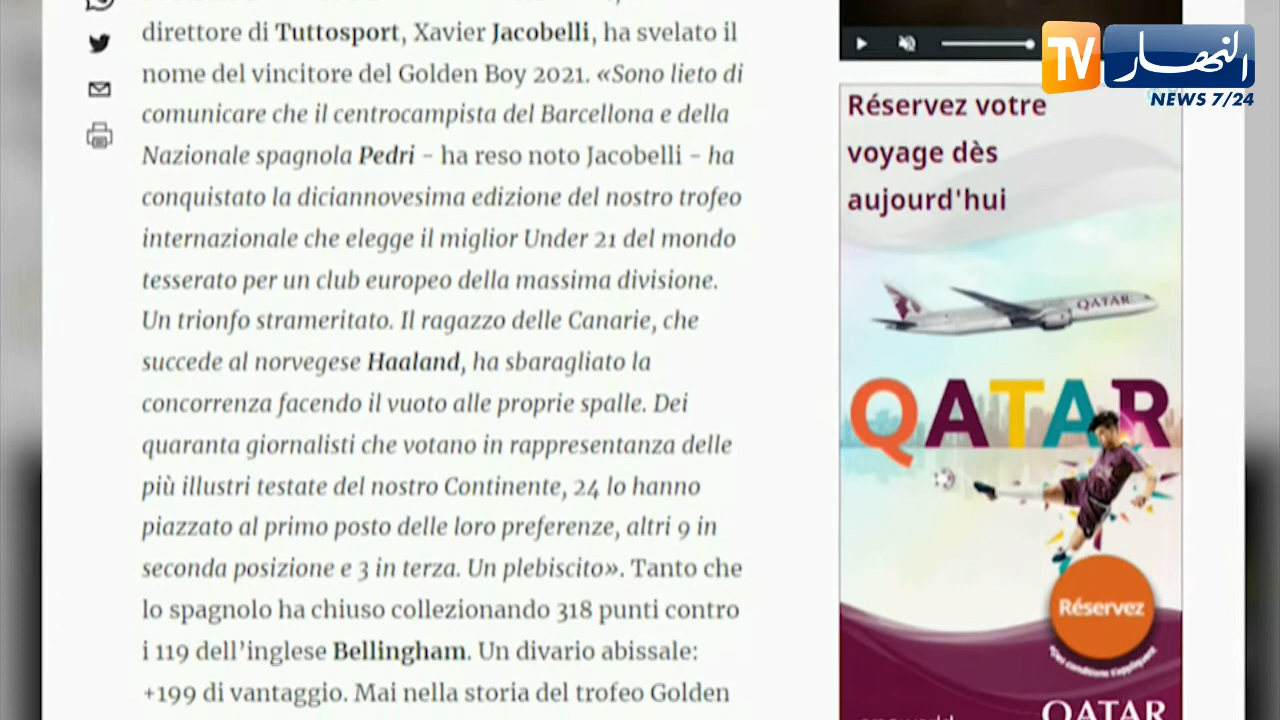 direttore di Tuttosport, Xavier Jacobelli, ha svelato il
nome del vincitore del Golden Boy 2021. «Sono lieto di
comunicare che il centrocampista del Barcellona e della
Nazionale spagnola Pedri – ha reso noto Jacobelli – ha
conquistato la diciannovesima edizione del nostro trofeo
internazionale che elegge il miglior Under 21 del mondo
tesserato per un club europeo della massima divisione.
Un trionfo strameritato. Il ragazzo delle Canarie, che
succede al norvegese Haaland, ha sbaragliato la
concorrenza facendo il vuoto alle proprie spalle. Dei
quaranta giornalisti che votano in rappresentanza delle
più illustri testate del nostro Continente, 24 lo hanno
piazzato al primo posto delle loro preferenze, altri 9 in
seconda posizione e 3 in terza. Un plebiscito». Tanto che
lo spagnolo ha chiuso collezionando 318 punti contro
i 119 dell'inglese Bellingham. Un divario abissale:
+199 di vantaggio. Mai nella storia del trofeo Golden
TV النهار
NEWS 7/24
Réservez votre
voyage dès
aujourd'hui
QATAR
QATAR
Réservez
QATAR